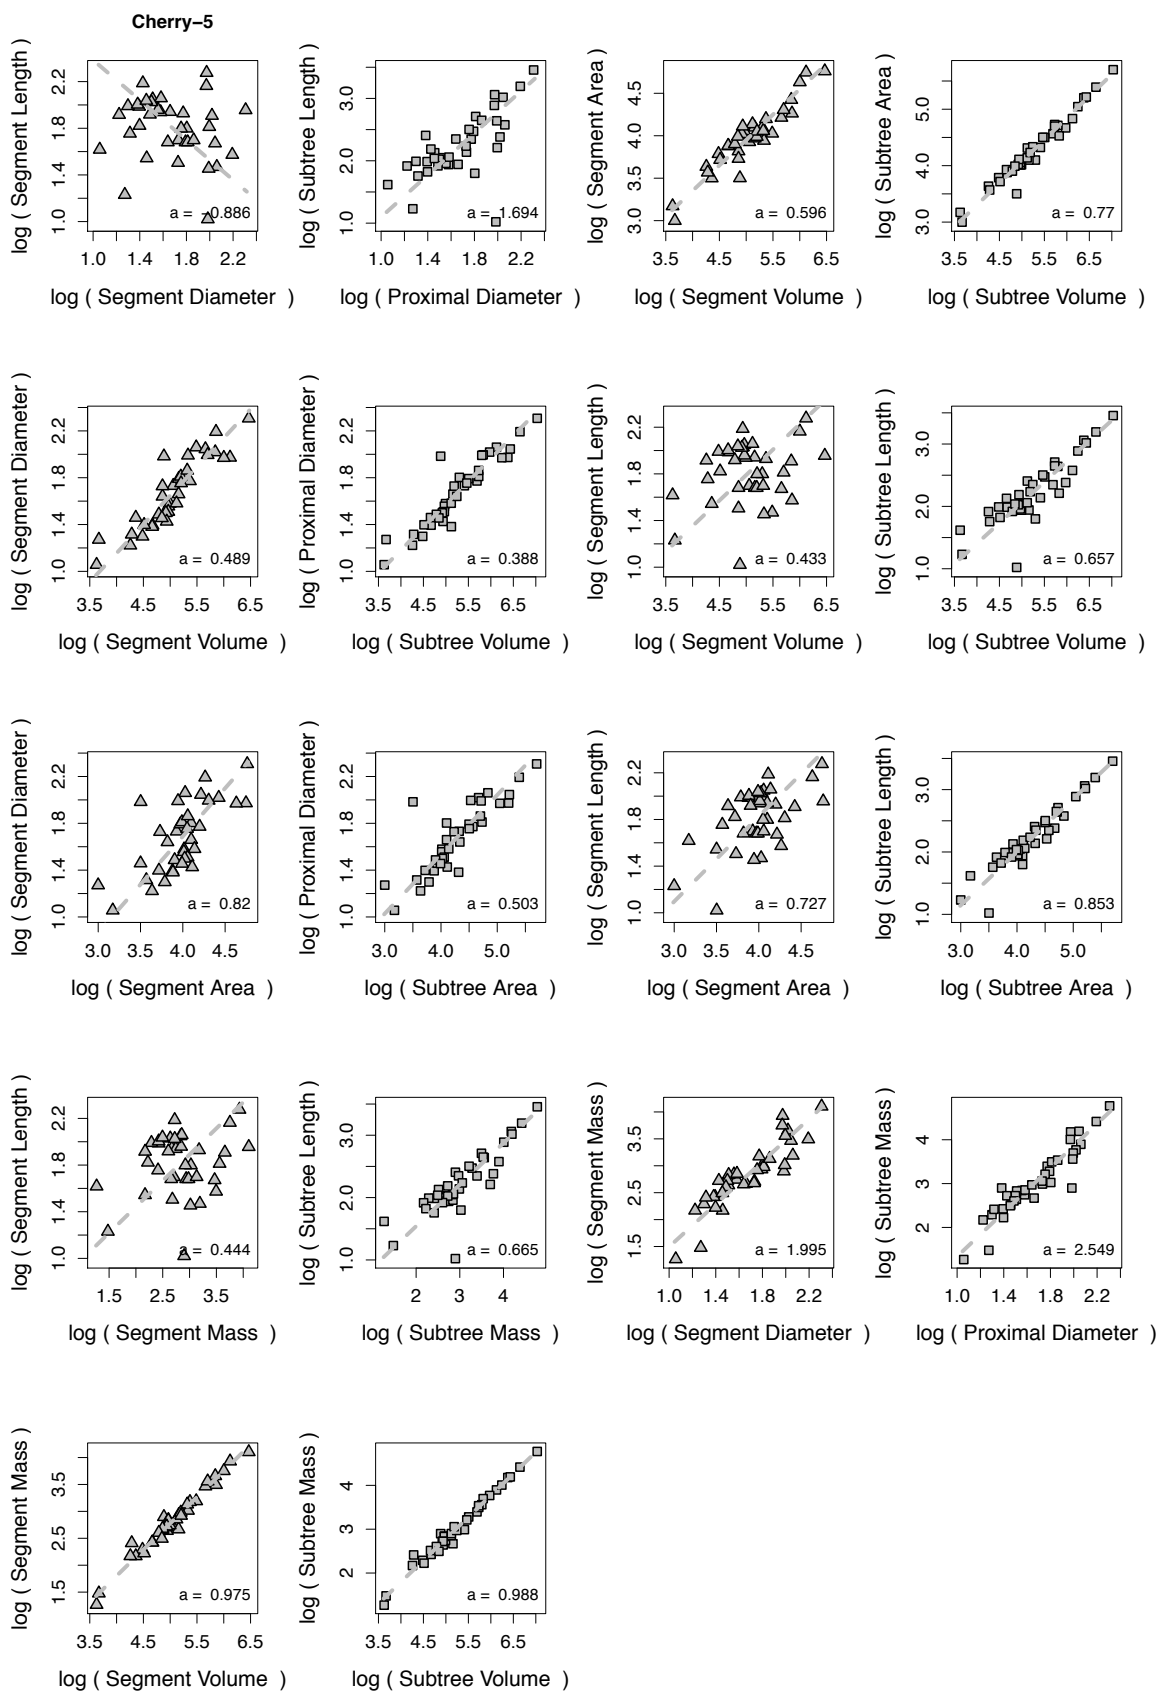 Cherry−5
log ( Segment Length )
1.0 1.4 1.8 2.2
a = −0.886
1.0 1.4 1.8 2.2
log ( Segment Diameter )
log ( Subtree Length )
1.0 2.0 3.0
a = 1.694
1.0 1.4 1.8 2.2
log ( Proximal Diameter )
log ( Segment Area )
3.0 3.5 4.0 4.5
a = 0.596
3.5 4.5 5.5 6.5
log ( Segment Volume )
log ( Subtree Area )
3.0 4.0 5.0
a = 0.77
3.5 4.5 5.5 6.5
log ( Subtree Volume )
log ( Segment Diameter )
1.0 1.4 1.8 2.2
a = 0.489
3.5 4.5 5.5 6.5
log ( Segment Volume )
log ( Proximal Diameter )
1.0 1.4 1.8 2.2
a = 0.388
3.5 4.5 5.5 6.5
log ( Subtree Volume )
log ( Segment Length )
1.0 1.4 1.8 2.2
a = 0.433
3.5 4.5 5.5 6.5
log ( Segment Volume )
log ( Subtree Length )
1.0 2.0 3.0
a = 0.657
3.5 4.5 5.5 6.5
log ( Subtree Volume )
log ( Segment Diameter )
1.0 1.4 1.8 2.2
a = 0.82
3.0 3.5 4.0 4.5
log ( Segment Area )
log ( Proximal Diameter )
1.0 1.4 1.8 2.2
a = 0.503
3.0 4.0 5.0
log ( Subtree Area )
log ( Segment Length )
1.0 1.4 1.8 2.2
a = 0.727
3.0 3.5 4.0 4.5
log ( Segment Area )
log ( Subtree Length )
1.0 2.0 3.0
a = 0.853
3.0 4.0 5.0
log ( Subtree Area )
log ( Segment Length )
1.0 1.4 1.8 2.2
a = 0.444
1.5 2.5 3.5
log ( Segment Mass )
log ( Subtree Length )
1.0 2.0 3.0
a = 0.665
2 3 4
log ( Subtree Mass )
log ( Segment Mass )
1.5 2.5 3.5
a = 1.995
1.0 1.4 1.8 2.2
log ( Segment Diameter )
log ( Subtree Mass )
2 3 4
a = 2.549
1.0 1.4 1.8 2.2
log ( Proximal Diameter )
log ( Segment Mass )
1.5 2.5 3.5
a = 0.975
3.5 4.5 5.5 6.5
log ( Segment Volume )
log ( Subtree Mass )
2 3 4
a = 0.988
3.5 4.5 5.5 6.5
log ( Subtree Volume )